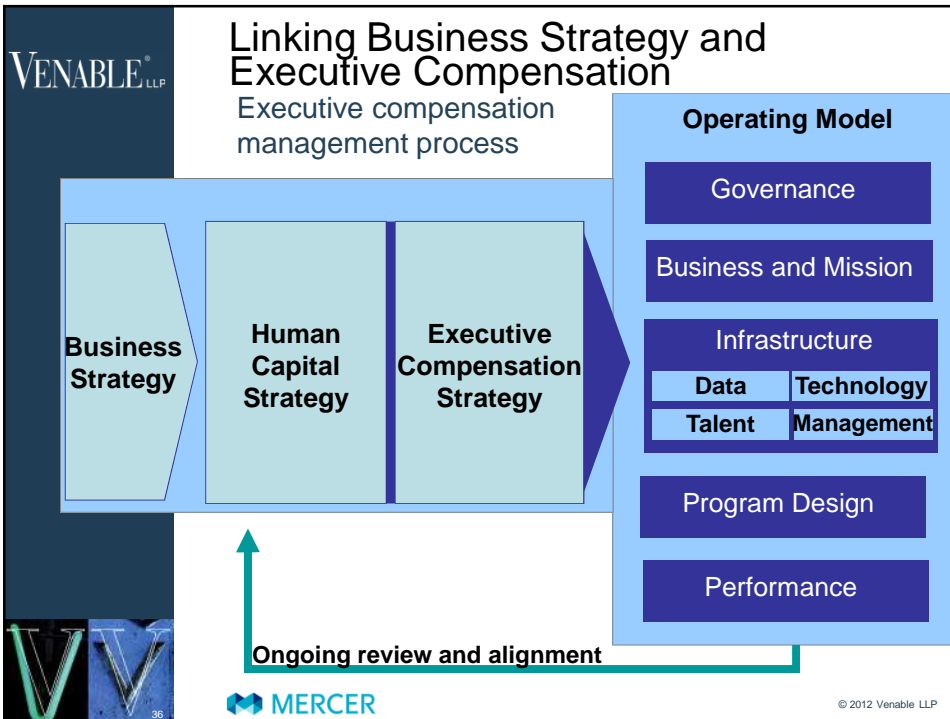 VENABLE® LLP
Linking Business Strategy and
Executive Compensation
Executive compensation
management process
Business
Strategy
Human
Capital
Strategy
Executive
Compensation
Strategy
Operating Model
Governance
Business and Mission
Infrastructure
Data
Technology
Talent
Management
Program Design
Performance
Ongoing review and alignment
V V
36
MERCER
© 2012 Venable LLP